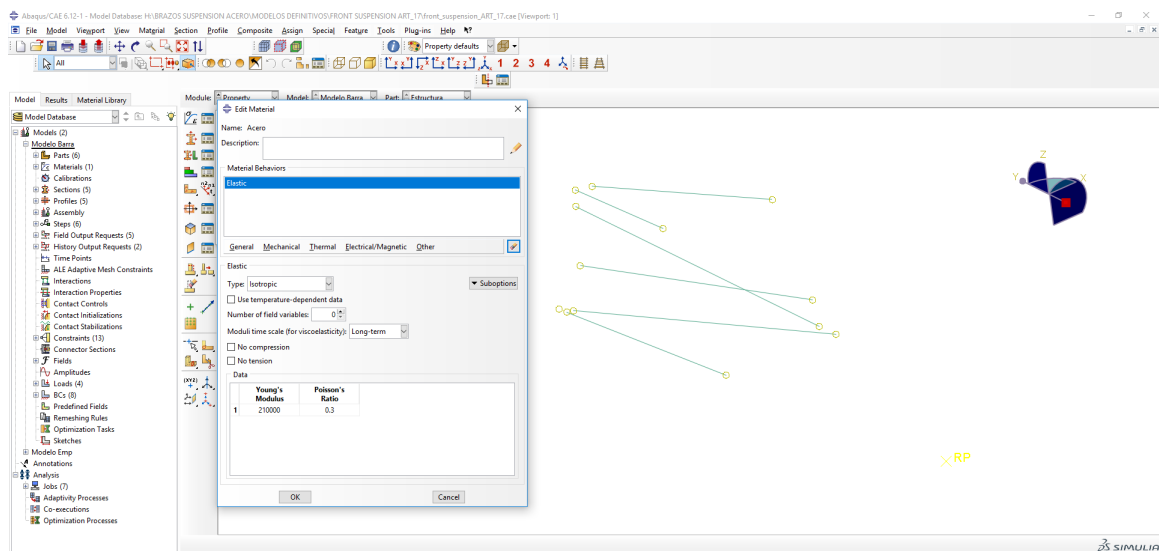 Abaqus/CAE 6.12-1 - Model Database: H:\BRAZOS SUSPENSION ACERO\MODELOS DEFINITIVOS\FRONT SUSPENSION ART_17\front_suspension_ART_17.cae [Viewport: 1]
File Model Viewport View Material Section Profile Composite Assign Special Feature Tools Plug-ins Help
Property defaults
All
1 2 3 4
Model Results Material Library
Module: Property Model: Modelo Barra Part: Estructura
Model Database
Models (2)
Modelo Barra
Parts (6)
Materials (1)
Calibrations
Sections (5)
Profiles (5)
Assembly
Steps (6)
Field Output Requests (5)
History Output Requests (2)
Time Points
ALE Adaptive Mesh Constraints
Interactions
Interaction Properties
Contact Controls
Contact Initializations
Contact Stabilizations
Constraints (13)
Connector Sections
Fields
Amplitudes
Loads (4)
BCs (8)
Predefined Fields
Remeshing Rules
Optimization Tasks
Sketches
Modelo Emp
Annotations
Analysis
Jobs (7)
Adaptivity Processes
Co-executions
Optimization Processes
Edit Material
Name: Acero
Description:
Material Behaviors
Elastic
General Mechanical Thermal Electrical/Magnetic Other
Elastic
Type: Isotropic
Suboptions
Use temperature-dependent data
Number of field variables: 0
Moduli time scale (for viscoelasticity): Long-term
No compression
No tension
Data
Young's Modulus
Poisson's Ratio
1 210000 0.3
OK Cancel
Z
Y X
RP
SIMULIA